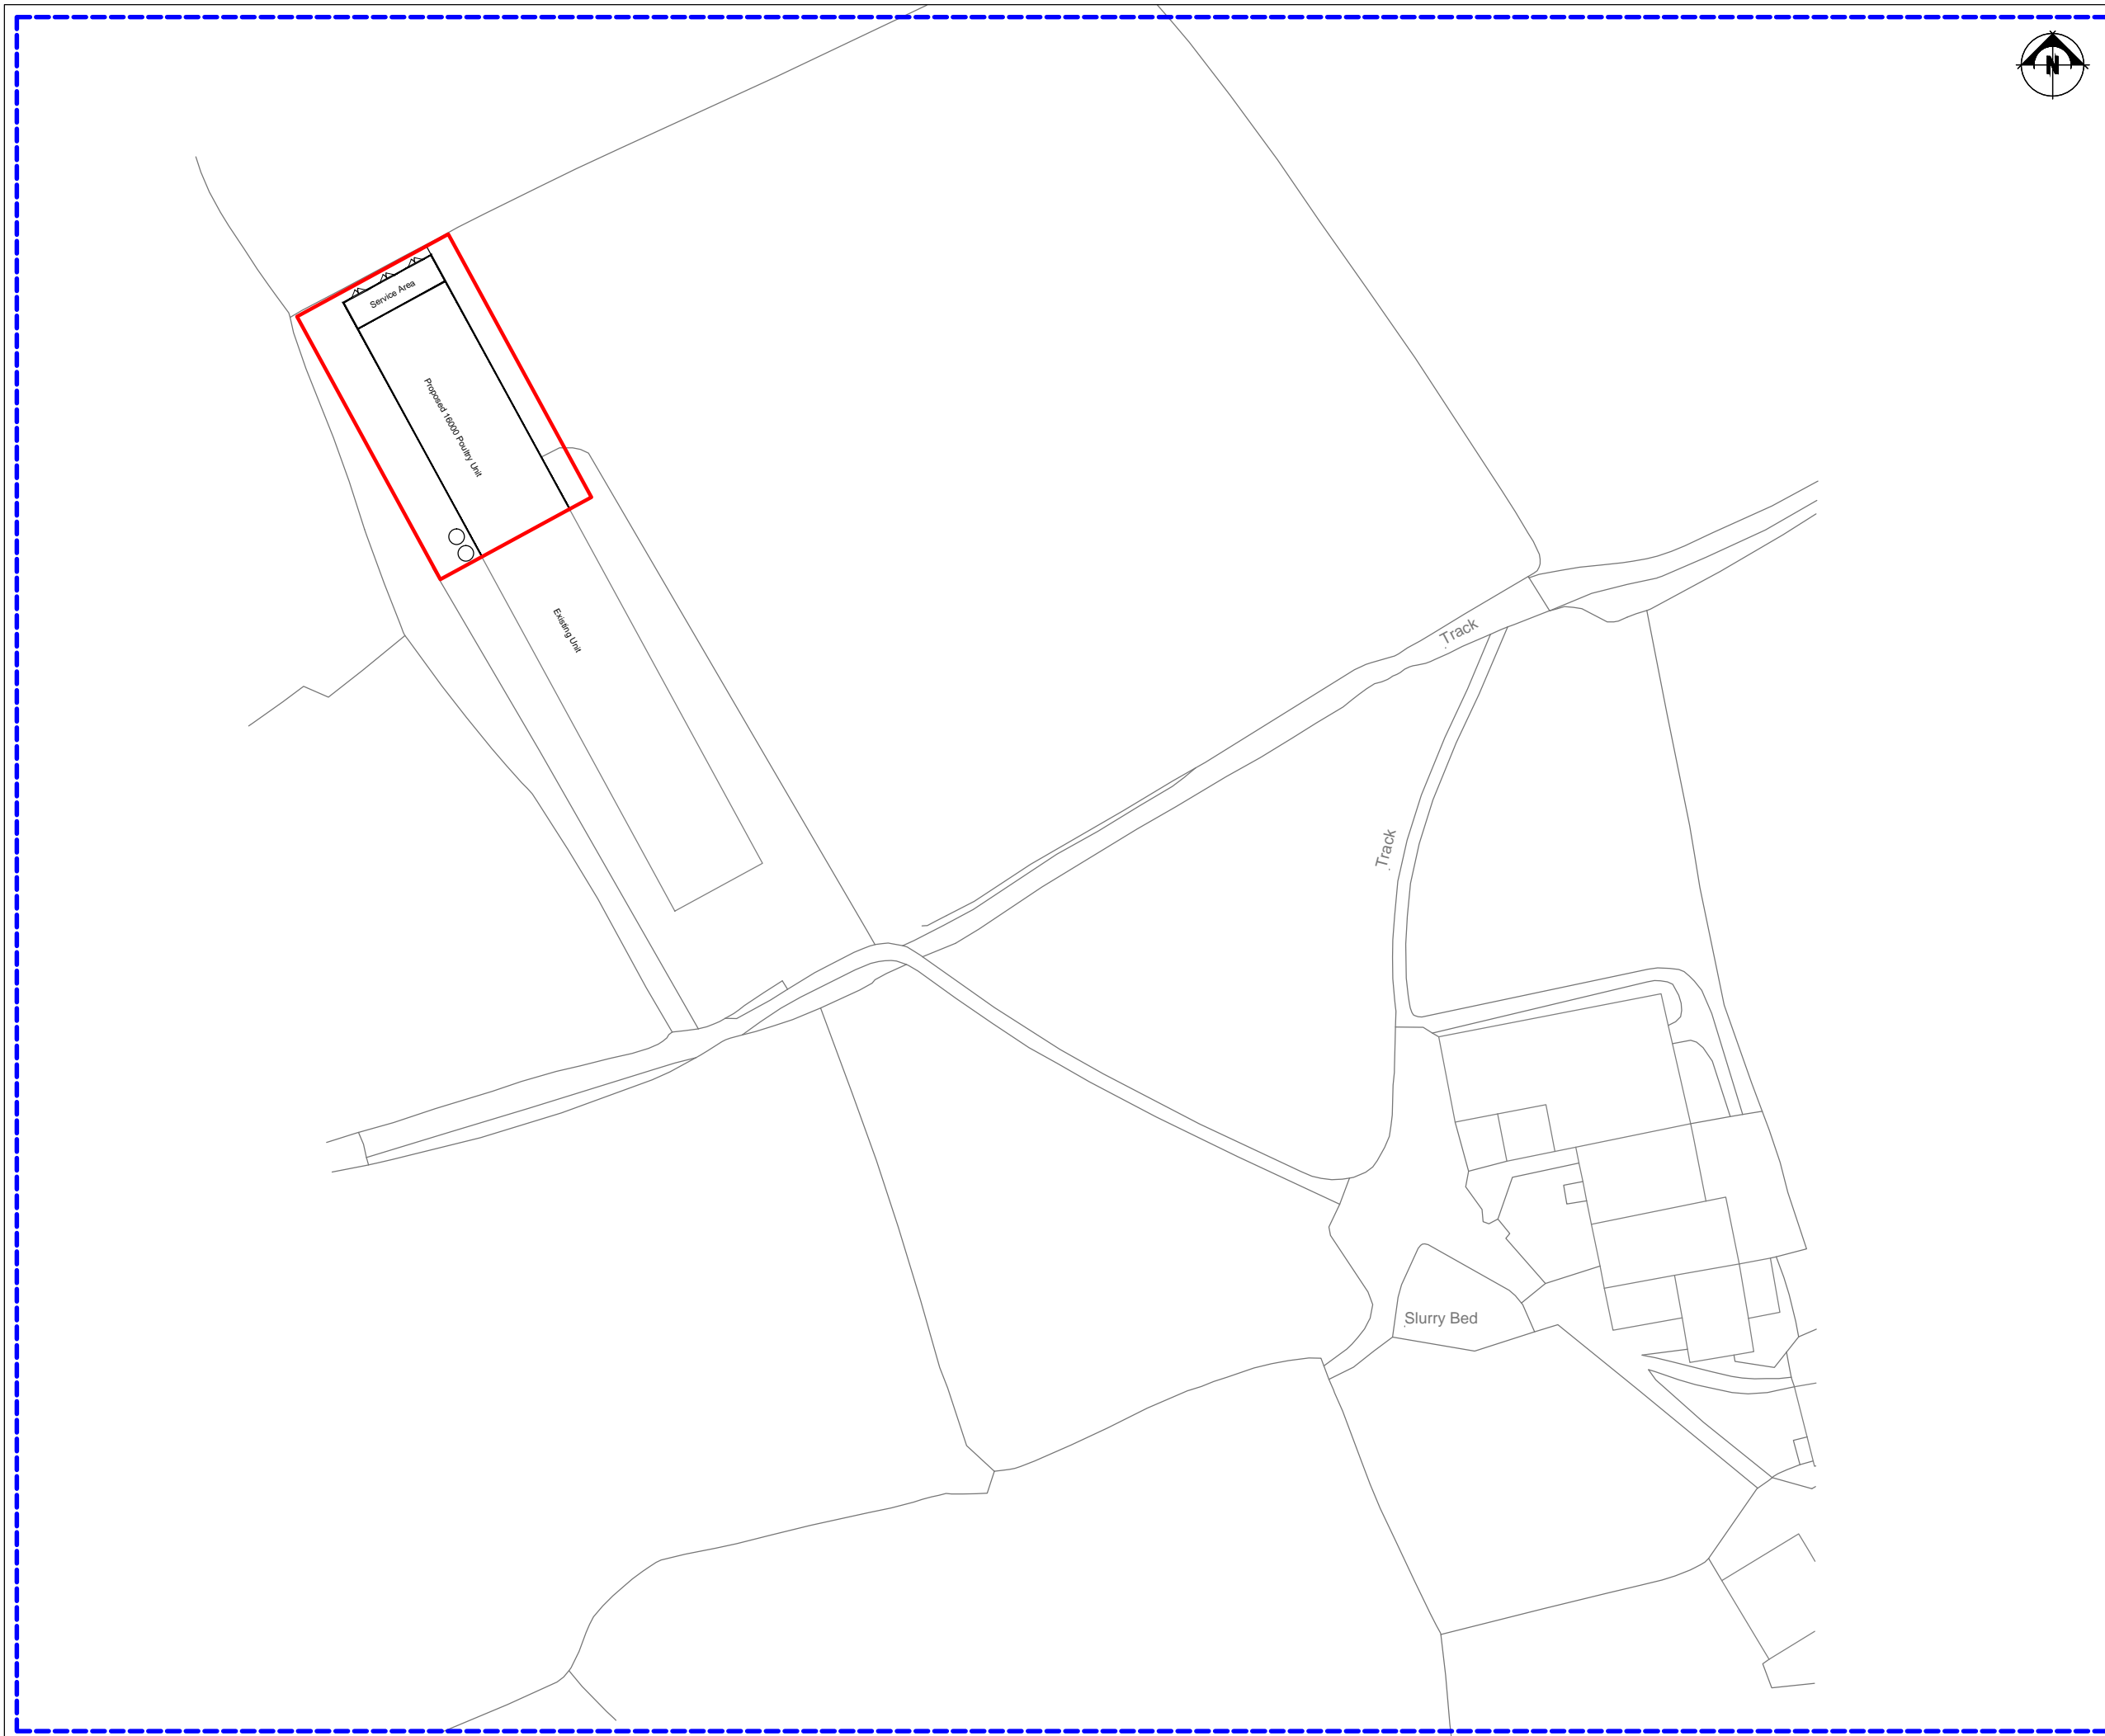 N
Service Area
Proposed 16000 Poultry Unit
Existing Unit
Track
Track
Slurry Bed